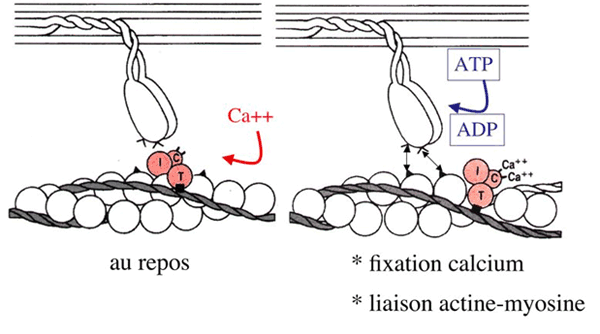 Ca++
I
C
T
au repos
ATP
ADP
I
C
T
Ca++
Ca++
* fixation calcium
* liaison actine-myosine